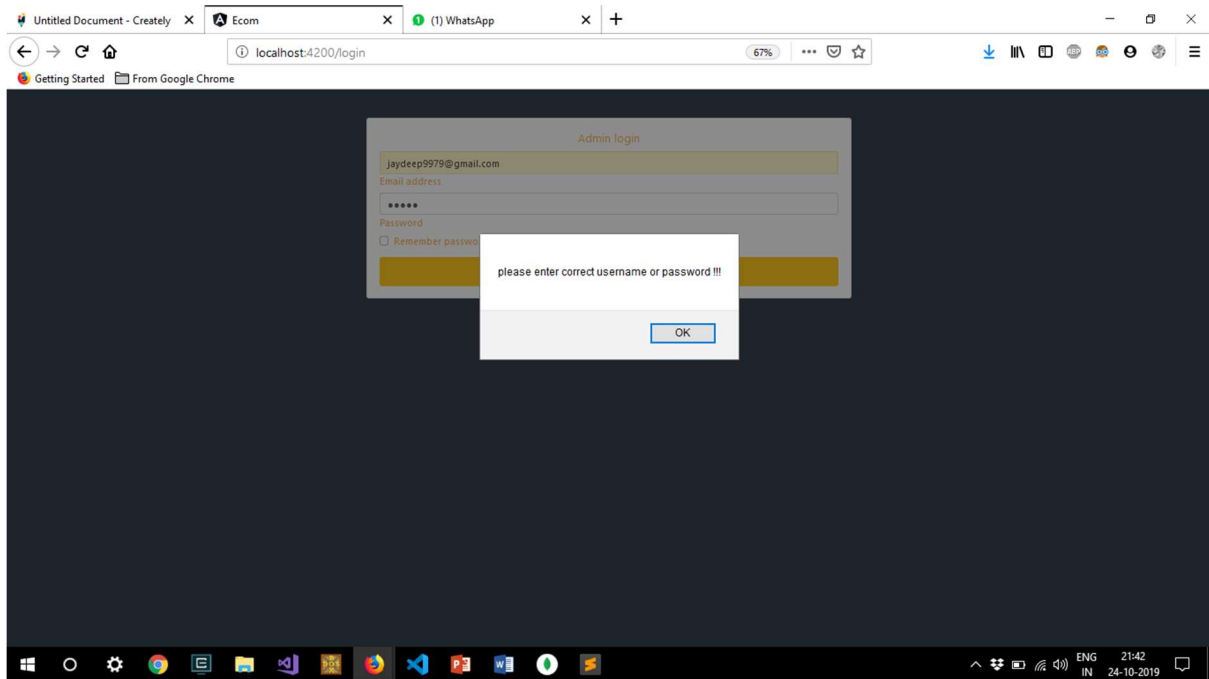 Untitled Document - Creately
Ecom
(1) WhatsApp
localhost:4200/login
67%
Getting Started
From Google Chrome
Admin login
jaydeep9979@gmail.com
Email address
•••••
Password
Remember passwo
please enter correct username or password !!!
OK
ENG
IN
21:42
24-10-2019